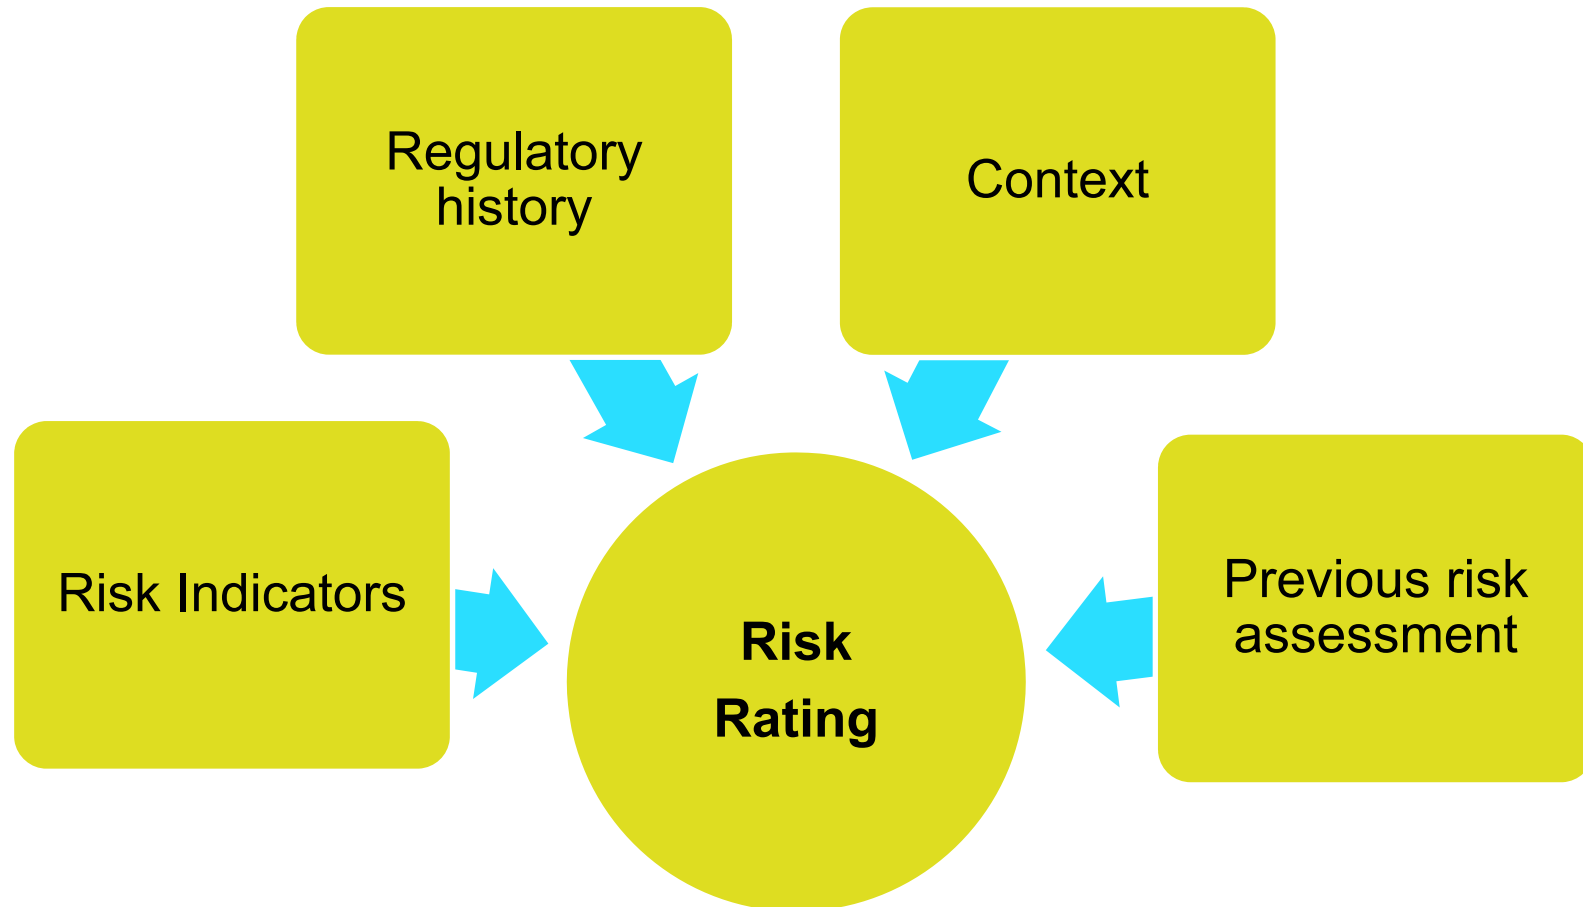 Regulatory
history
Context
Risk Indicators
Previous risk
assessment
Risk
Rating